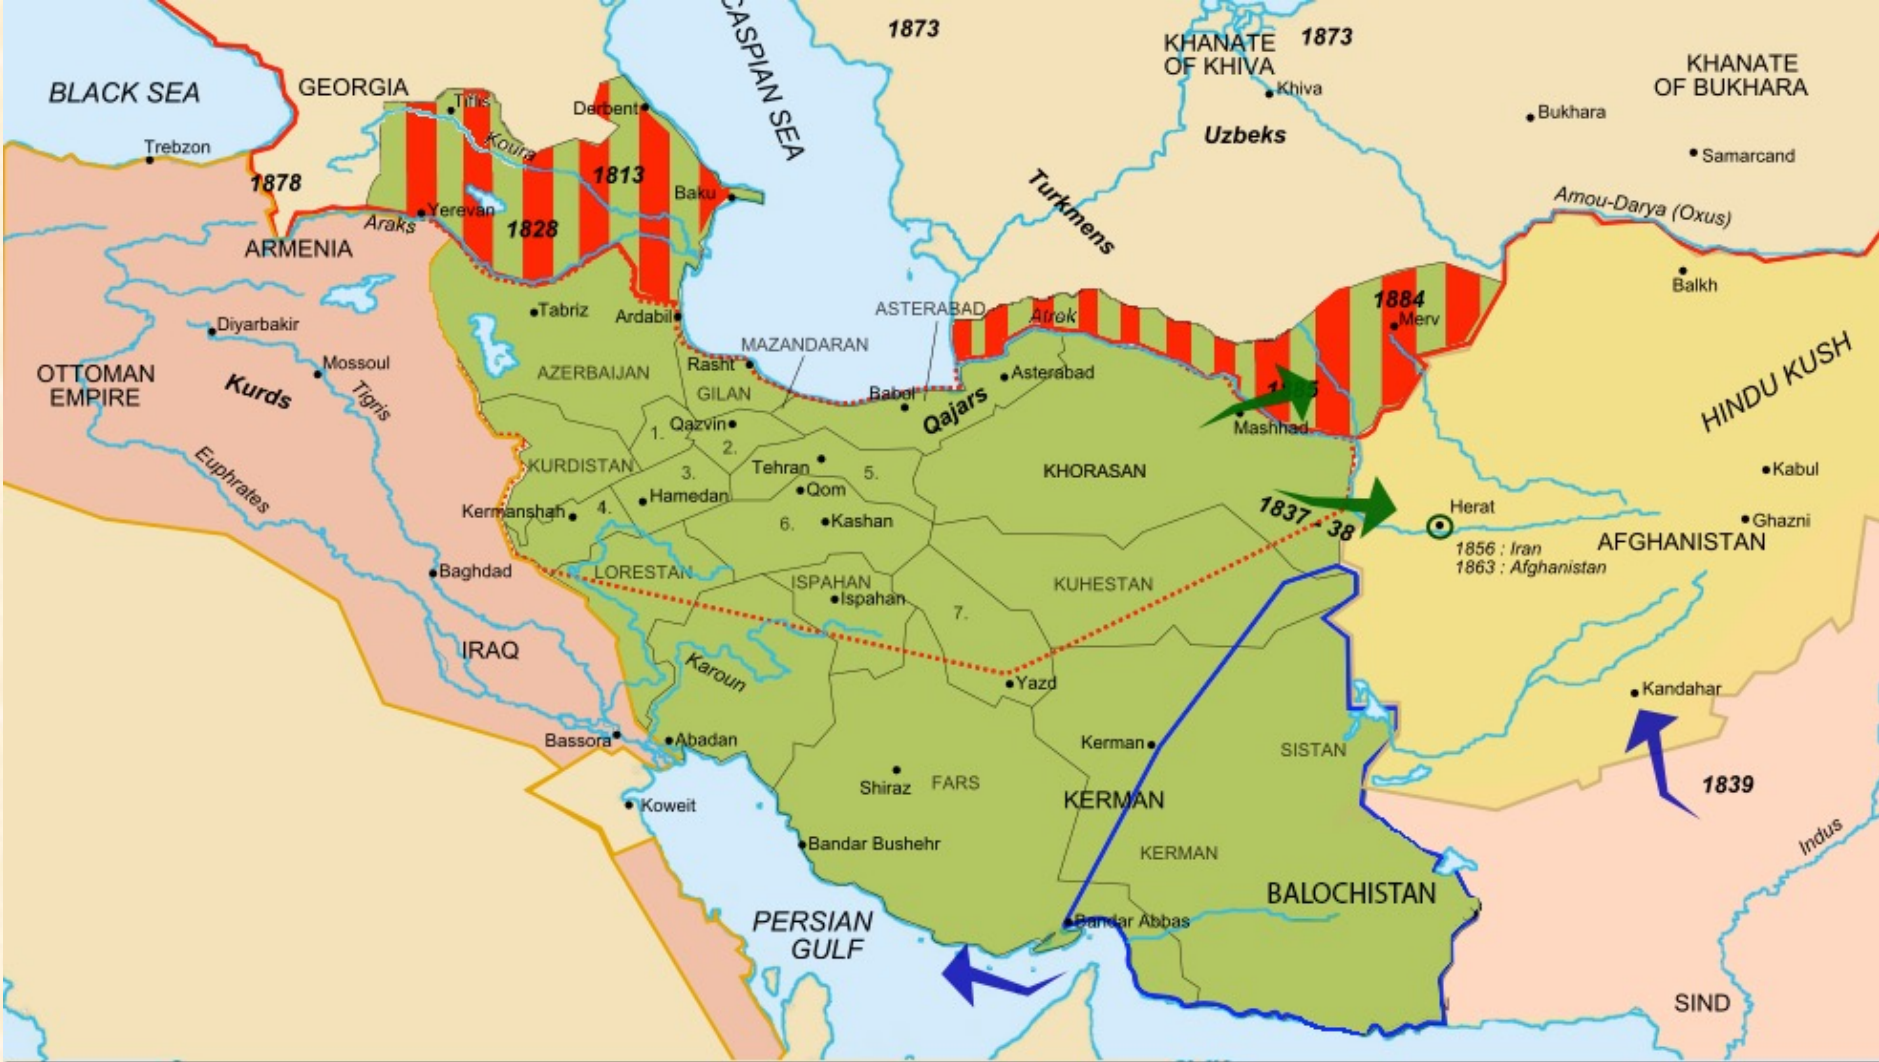 CASPIAN SEA
1873
KHANATE
OF KHIVA
1873
KHANATE
OF BUKHARA
BLACK SEA
GEORGIA
Tiflis
Derbent
Khiva
Bukhara
Uzbeks
Trebzon
Koura
Samarcand
1878
1813
Baku
Turkmens
Amou-Darya (Oxus)
Yerevan
Araks
1828
ARMENIA
Balkh
Tabriz
Ardabil
ASTERABAD
Atrek
1884
Merv
Diyarbakir
MAZANDARAN
HINDU KUSH
Mossoul
Rasht
OTTOMAN
EMPIRE
Kurds
Tigris
AZERBAIJAN
GILAN
Babol
Asterabad
Qajars
1885
Mashhad
Qazvin
1.
2.
Euphrates
KURDISTAN
3.
Tehran
5.
KHORASAN
Kabul
Hamedan
Qom
Kermanshah
4.
6.
Kashan
1837 - 38
Herat
Ghazni
AFGHANISTAN
1856 : Iran
1863 : Afghanistan
Baghdad
LORESTAN
ISPAHAN
Ispahan
7.
KUHESTAN
IRAQ
Karoun
Yazd
Kandahar
Bassora
Abadan
Kerman
SISTAN
Shiraz
FARS
1839
Koweit
KERMAN
Bandar Bushehr
KERMAN
Indus
BALOCHISTAN
PERSIAN
GULF
Bandar Abbas
SIND